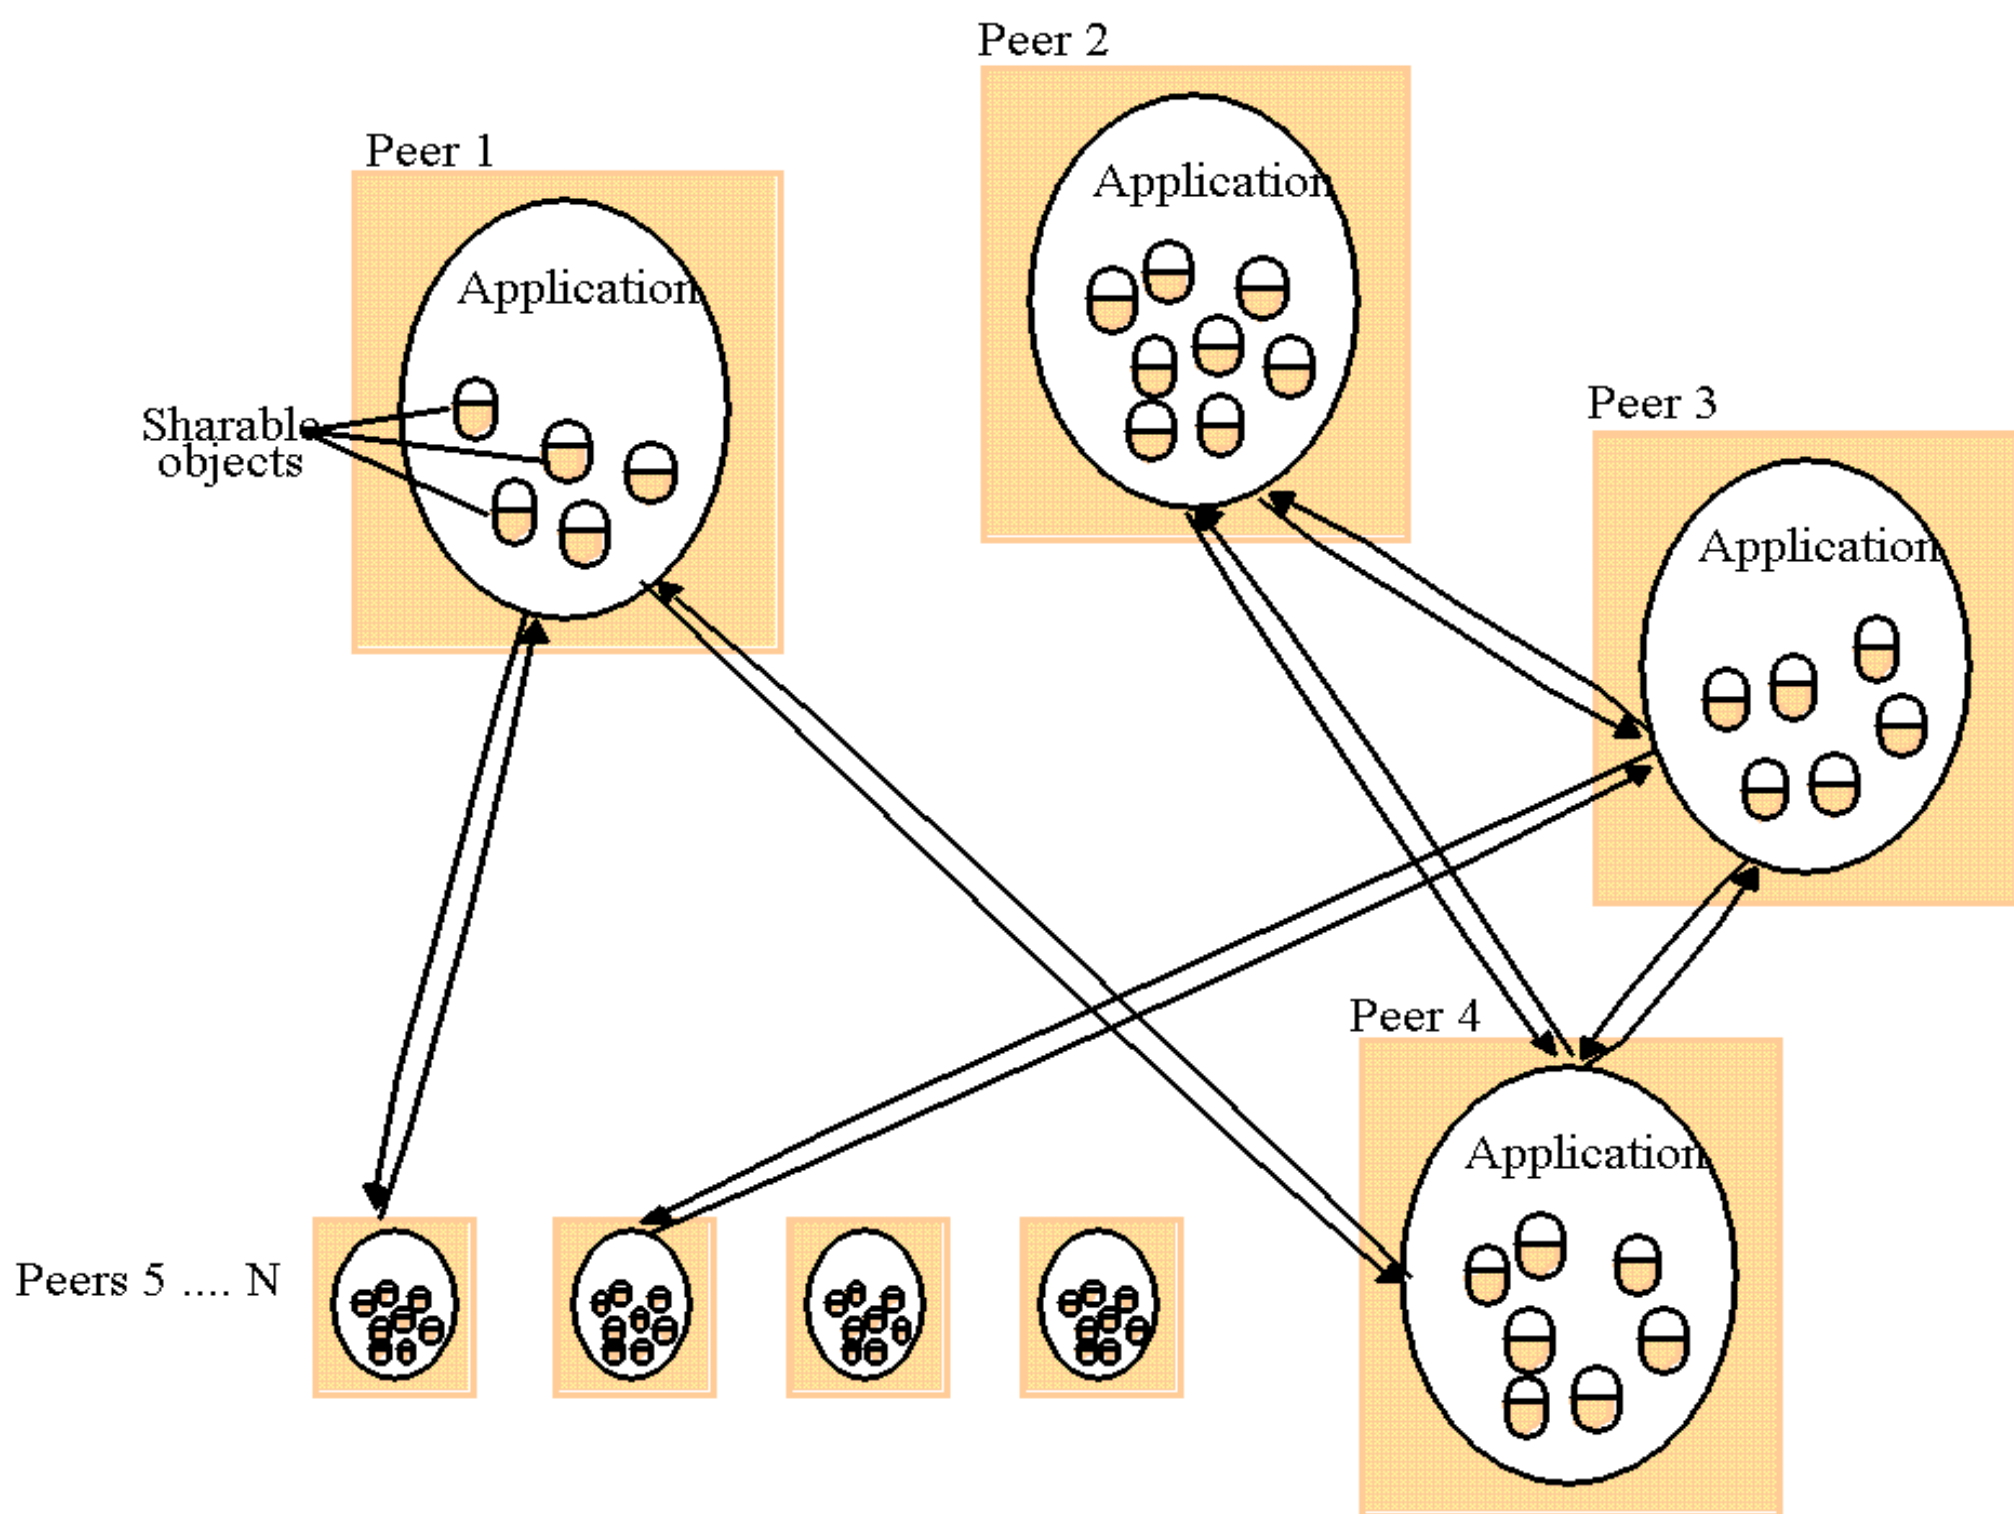 Peer 2
Peer 1
Application
Application
Peer 3
Sharable
objects
Application
Peer 4
Application
Peers 5 .... N